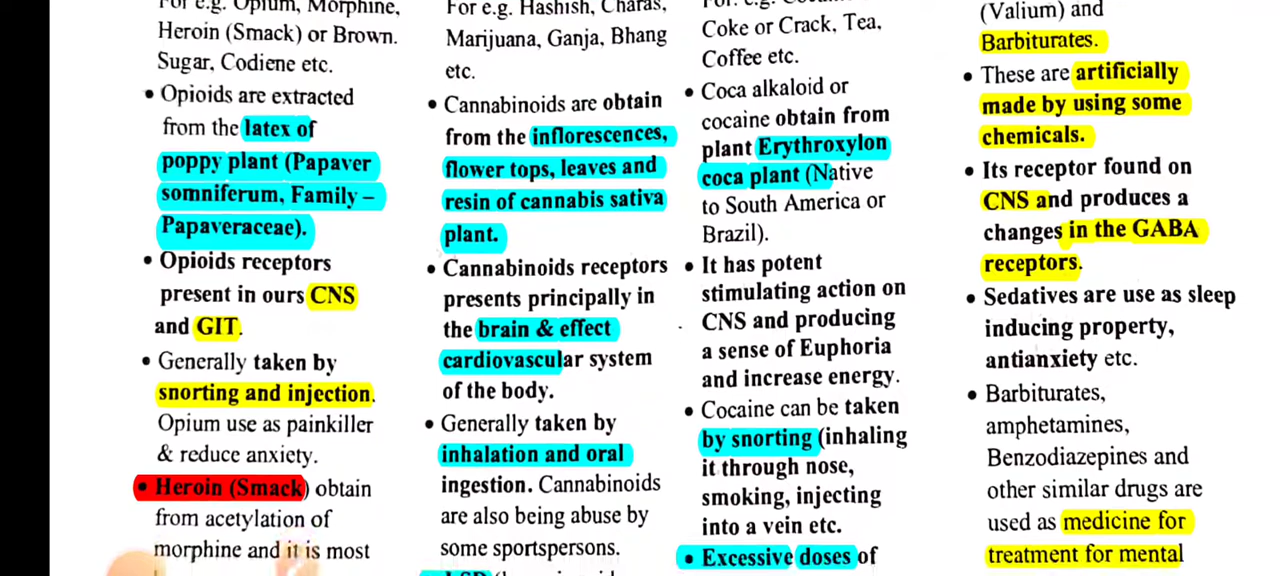 For e.g. Opium, Morphine,
Heroin (Smack) or Brown.
Sugar, Codiene etc.
• Opioids are extracted
from the latex of
poppy plant (Papaver
somniferum, Family –
Papaveraceae).
• Opioids receptors
present in ours CNS
and GIT.
• Generally taken by
snorting and injection.
Opium use as painkiller
& reduce anxiety.
• Heroin (Smack) obtain
from acetylation of
morphine and it is most
For e.g. Hashish, Charas,
Marijuana, Ganja, Bhang
etc.
• Cannabinoids are obtain
from the inflorescences,
flower tops, leaves and
resin of cannabis sativa
plant.
• Cannabinoids receptors
presents principally in
the brain & effect
cardiovascular system
of the body.
• Generally taken by
inhalation and oral
ingestion. Cannabinoids
are also being abuse by
some sportspersons.
Coke or Crack, Tea,
Coffee etc.
• Coca alkaloid or
cocaine obtain from
plant Erythroxylon
coca plant (Native
to South America or
Brazil).
• It has potent
stimulating action on
CNS and producing
a sense of Euphoria
and increase energy.
• Cocaine can be taken
by snorting (inhaling
it through nose,
smoking, injecting
into a vein etc.
• Excessive doses of
(Valium) and
Barbiturates.
• These are artificially
made by using some
chemicals.
• Its receptor found on
CNS and produces a
changes in the GABA
receptors.
• Sedatives are use as sleep
inducing property,
antianxiety etc.
• Barbiturates,
amphetamines,
Benzodiazepines and
other similar drugs are
used as medicine for
treatment for mental